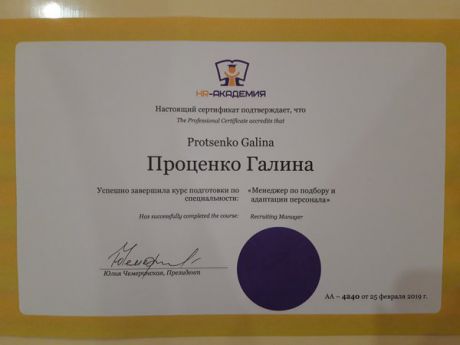 HR-АКАДЕМИЯ
Настоящий сертификат подтверждает, что
The Professional Certificate accredits that
Protsenko Galina
Проценко Галина
Успешно завершила курс подготовки по специальности:
«Менеджер по подбору и адаптации персонала»
Has successfully completed the course:
Recruiting Manager
Юлия Чемеринская, Президент
АА – 4240 от 25 февраля 2019 г.